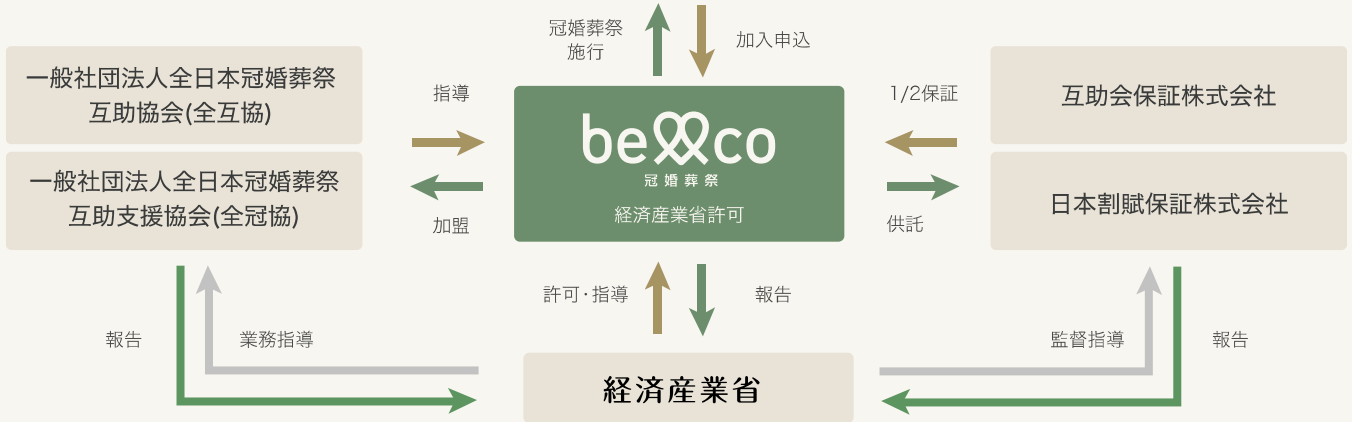 冠婚葬祭
施行
加入申込
一般社団法人全日本冠婚葬祭
互助協会(全互協)
一般社団法人全日本冠婚葬祭
互助支援協会(全冠協)
指導
加盟
bellco
冠婚葬祭
経済産業省許可
1/2保証
供託
互助会保証株式会社
日本割賦保証株式会社
許可・指導
報告
報告
業務指導
監督指導
報告
経済産業省